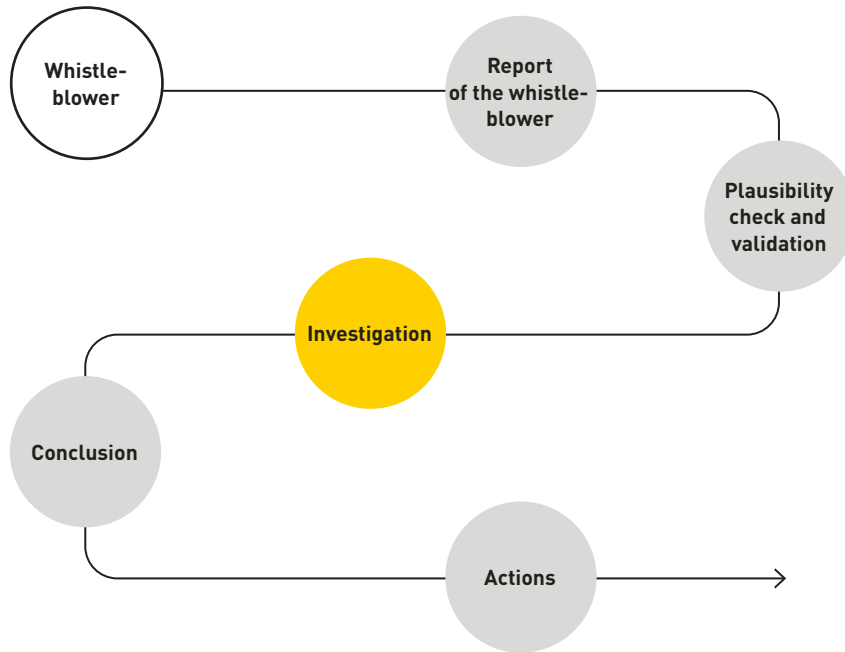 Whistle-
blower
Report
of the whistle-
blower
Plausibility
check and
validation
Investigation
Conclusion
Actions